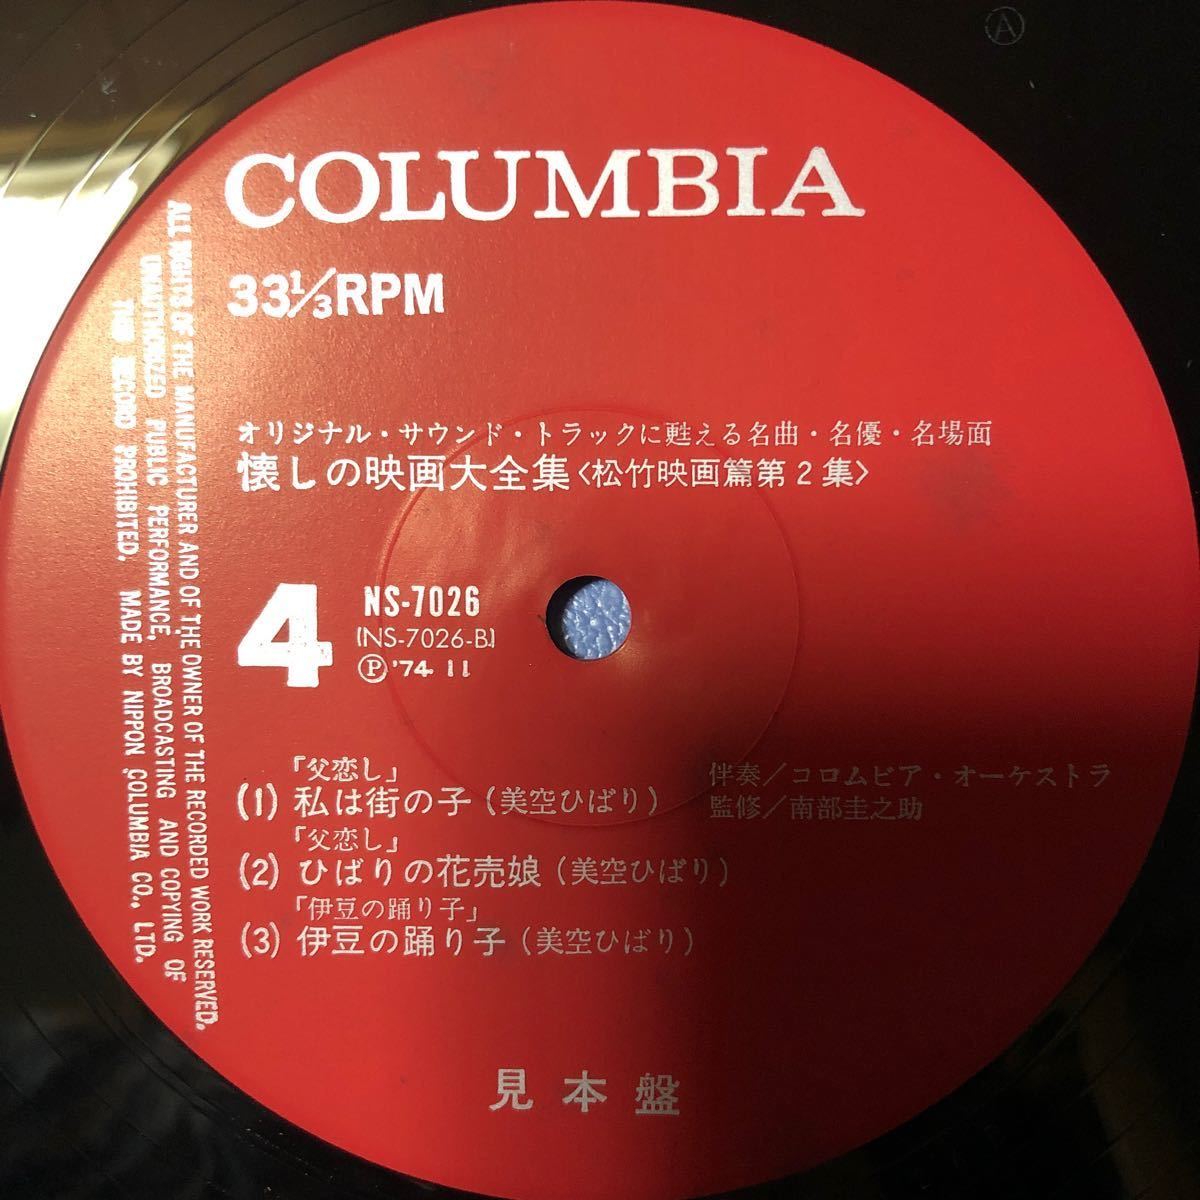 Ⓐ
COLUMBIA
33⅓RPM
オリジナル・サウンド・トラックに甦える名曲・名優・名場面
懐しの映画大全集〈松竹映画篇第2集〉
4
NS-7026
(NS-7026-B)
Ⓟ '74. 11
「父恋し」
(1) 私は街の子 (美空ひばり)
「父恋し」
(2) ひばりの花売娘 (美空ひばり)
「伊豆の踊り子」
(3) 伊豆の踊り子 (美空ひばり)
伴奏/コロムビア・オーケストラ
監修/南部圭之助
見本盤
ALL RIGHTS OF THE MANUFACTURER AND OF THE OWNER OF THE RECORDED WORK RESERVED.
UNAUTHORIZED PUBLIC PERFORMANCE, BROADCASTING AND COPYING OF
THIS RECORD PROHIBITED. MADE BY NIPPON COLUMBIA CO., LTD.